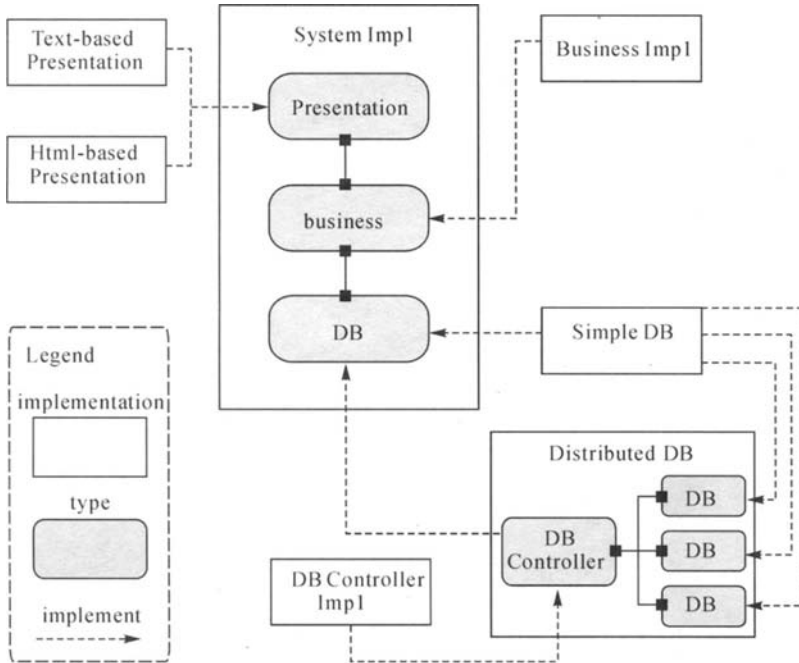 Text-based
Presentation
Html-based
Presentation
System Imp1
Presentation
business
DB
Business Imp1
Simple DB
Legend
implementation
type
implement
Distributed DB
DB
Controller
DB
DB
DB
DB Controller
Imp1